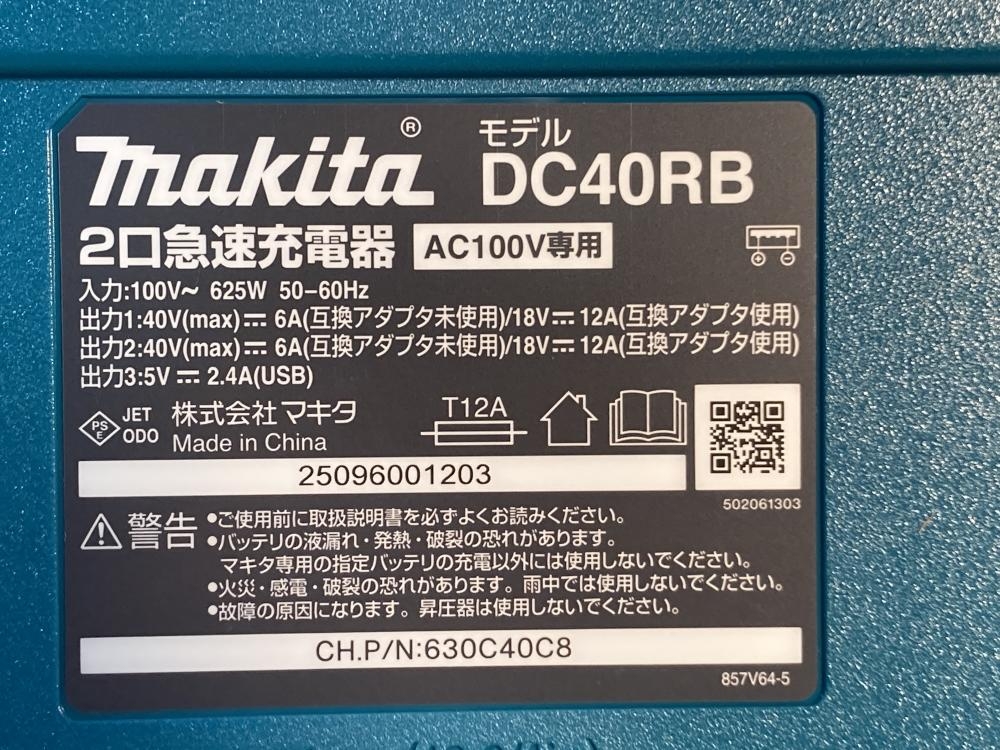 makita®
モデル
DC40RB
2口急速充電器 AC100V専用
入力:100V~ 625W 50-60Hz
出力1:40V(max)⎓ 6A(互換アダプタ未使用)/18V⎓ 12A(互換アダプタ使用)
出力2:40V(max)⎓ 6A(互換アダプタ未使用)/18V⎓ 12A(互換アダプタ使用)
出力3:5V⎓ 2.4A(USB)
PSE
JET
ODO
株式会社 マキタ
Made in China
T12A
25096001203
502061303
警告
•ご使用前に取扱説明書を必ずよくお読みください。
•バッテリの液漏れ・発熱・破裂の恐れがあります。
マキタ専用の指定バッテリの充電以外には使用しないでください。
•火災・感電・破裂の恐れがあります。雨中では使用しないでください。
•故障の原因になります。昇圧器は使用しないでください。
CH.P/N:630C40C8
857V64-5